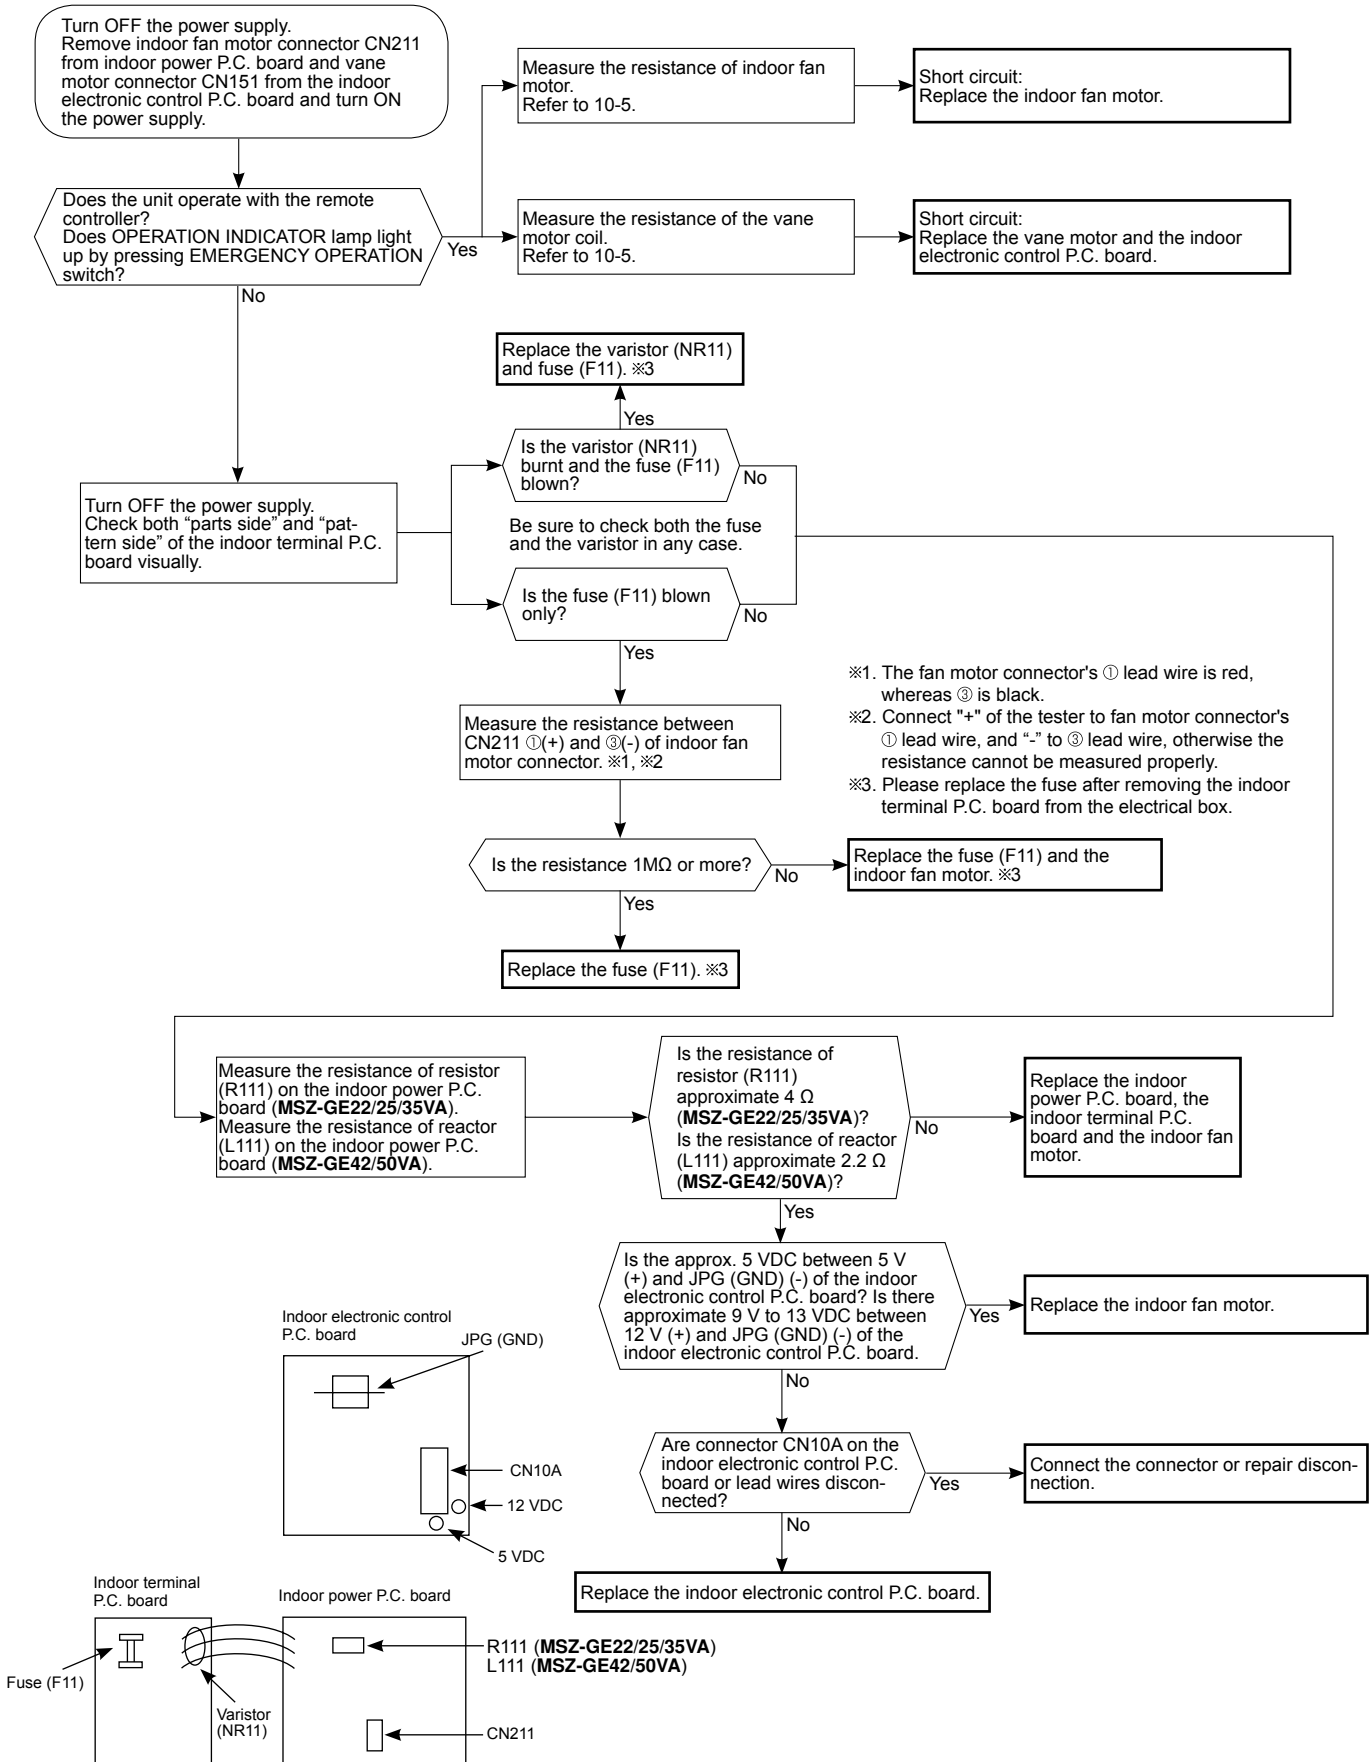 Turn OFF the power supply.
Remove indoor fan motor connector CN211
from indoor power P.C. board and vane
motor connector CN151 from the indoor
electronic control P.C. board and turn ON
the power supply.
Measure the resistance of indoor fan
motor.
Refer to 10-5.
Short circuit:
Replace the indoor fan motor.
Does the unit operate with the remote
controller?
Does OPERATION INDICATOR lamp light
up by pressing EMERGENCY OPERATION
switch?
Yes
Measure the resistance of the vane
motor coil.
Refer to 10-5.
Short circuit:
Replace the vane motor and the indoor
electronic control P.C. board.
No
Replace the varistor (NR11)
and fuse (F11). ※3
Yes
Is the varistor (NR11)
burnt and the fuse (F11)
blown?
No
Turn OFF the power supply.
Check both “parts side” and “pat-
tern side” of the indoor terminal P.C.
board visually.
Be sure to check both the fuse
and the varistor in any case.
Is the fuse (F11) blown
only?
No
Yes
※1. The fan motor connector's ① lead wire is red,
whereas ③ is black.
※2. Connect "+" of the tester to fan motor connector's
① lead wire, and “-” to ③ lead wire, otherwise the
resistance cannot be measured properly.
※3. Please replace the fuse after removing the indoor
terminal P.C. board from the electrical box.
Measure the resistance between
CN211 ①(+) and ③(-) of indoor fan
motor connector. ※1, ※2
Is the resistance 1MΩ or more?
No
Replace the fuse (F11) and the
indoor fan motor. ※3
Yes
Replace the fuse (F11). ※3
Measure the resistance of resistor
(R111) on the indoor power P.C.
board (MSZ-GE22/25/35VA).
Measure the resistance of reactor
(L111) on the indoor power P.C.
board (MSZ-GE42/50VA).
Is the resistance of
resistor (R111)
approximate 4 Ω
(MSZ-GE22/25/35VA)?
Is the resistance of reactor
(L111) approximate 2.2 Ω
(MSZ-GE42/50VA)?
No
Replace the indoor
power P.C. board, the
indoor terminal P.C.
board and the indoor fan
motor.
Yes
Is the approx. 5 VDC between 5 V
(+) and JPG (GND) (-) of the indoor
electronic control P.C. board? Is there
approximate 9 V to 13 VDC between
12 V (+) and JPG (GND) (-) of the
indoor electronic control P.C. board.
Yes
Replace the indoor fan motor.
No
Are connector CN10A on the
indoor electronic control P.C.
board or lead wires discon-
nected?
Yes
Connect the connector or repair discon-
nection.
No
Replace the indoor electronic control P.C. board.
Indoor electronic control
P.C. board
JPG (GND)
CN10A
12 VDC
5 VDC
Indoor terminal
P.C. board
Indoor power P.C. board
Fuse (F11)
Varistor
(NR11)
R111 (MSZ-GE22/25/35VA)
L111 (MSZ-GE42/50VA)
CN211